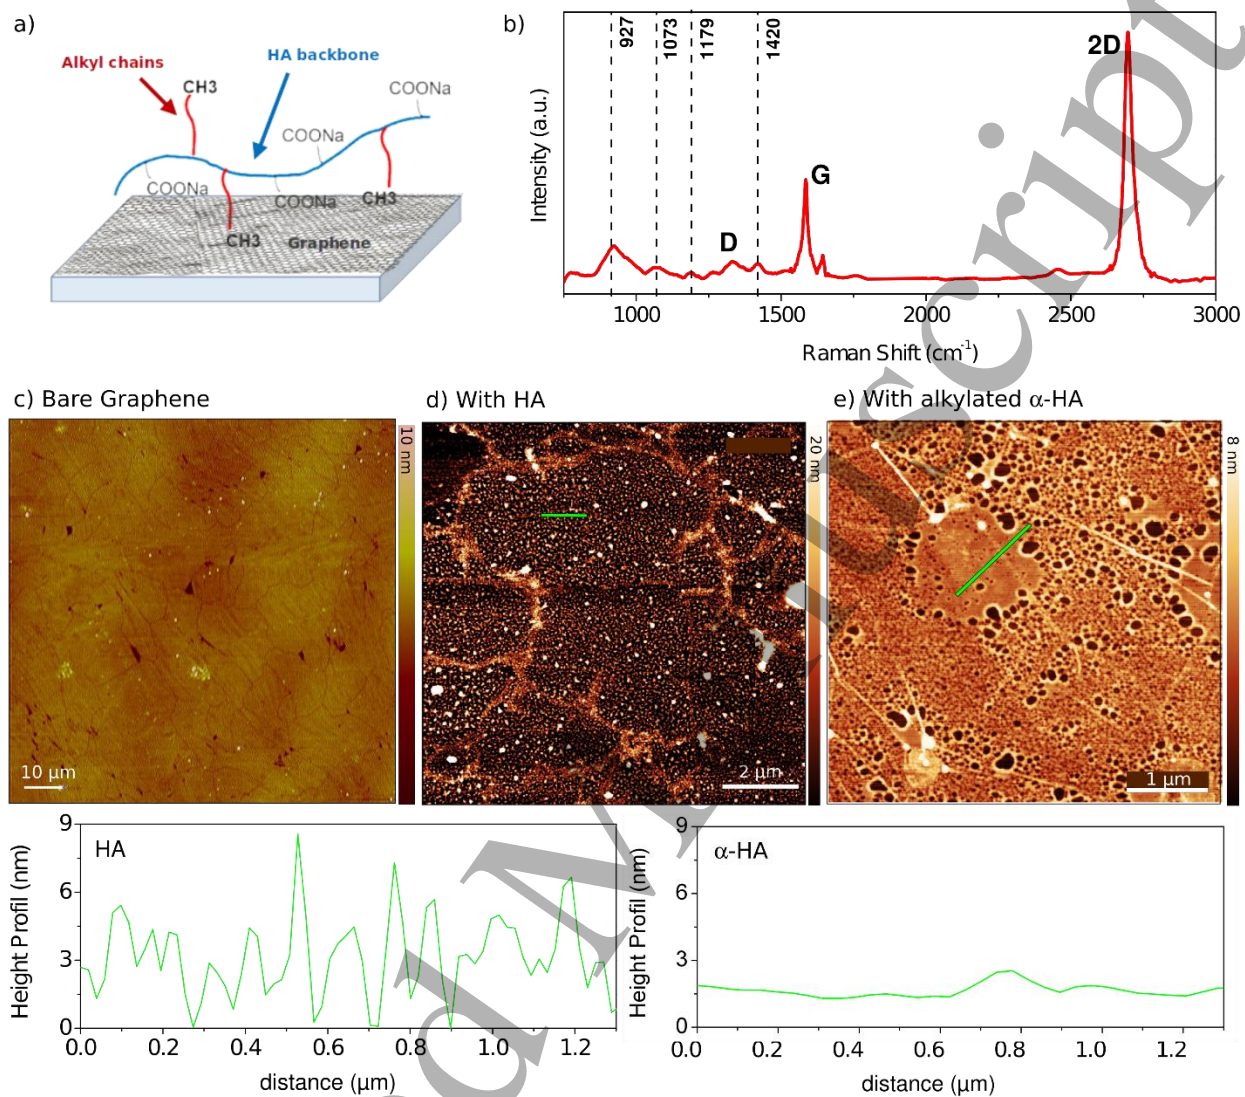 a)
Alkyl chains
HA backbone
CH3
COONa
COONa
COONa
COONa
CH3
CH3
Graphene
b)
Intensity (a.u.)
927
1073
1179
1420
D
G
2D
1000
1500
2000
2500
3000
Raman Shift (cm-1)
c) Bare Graphene
10 nm
10 µm
d) With HA
20 nm
2 µm
e) With alkylated α-HA
8 nm
1 µm
HA
Height Profil (nm)
9
6
3
0
0.0 0.2 0.4 0.6 0.8 1.0 1.2
distance (µm)
α-HA
Height Profil (nm)
9
6
3
0
0.0 0.2 0.4 0.6 0.8 1.0 1.2
distance (µm)